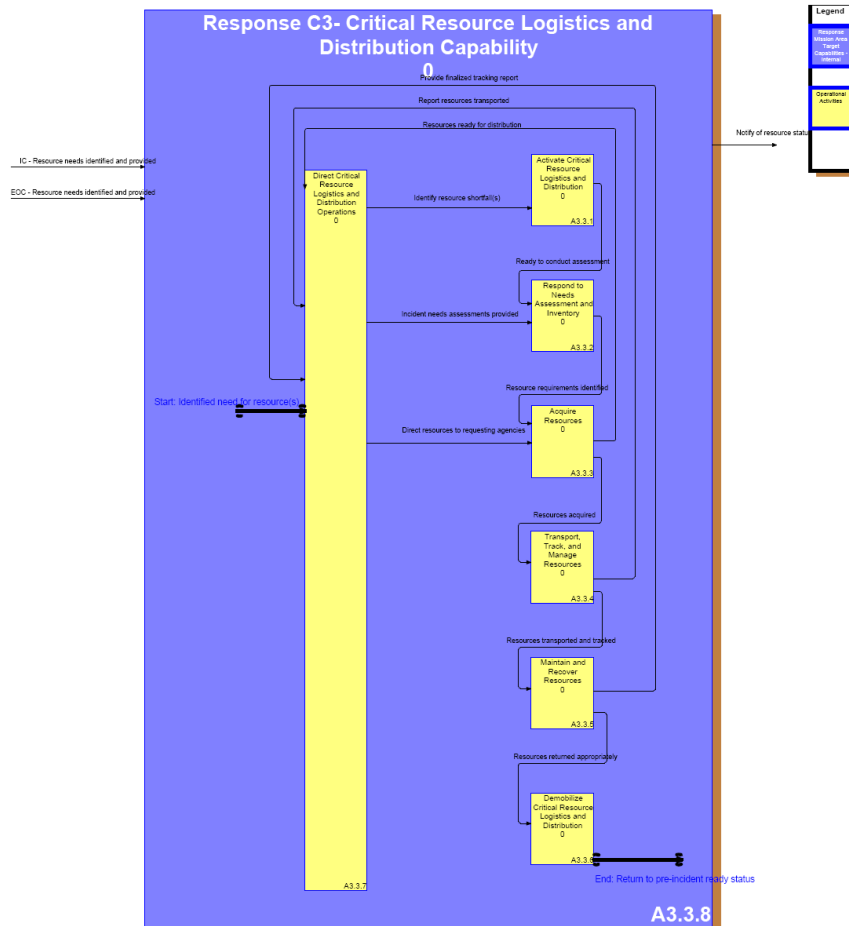 Response C3- Critical Resource Logistics and
Distribution Capability
0
Legend
Response
Mission Area
Target
Capabilities -
Internal
Operational
Activities
Provide finalized tracking report
Report resources transported
Resources ready for distribution
Notify of resource status
IC - Resource needs identified and provided
EOC - Resource needs identified and provided
Direct Critical
Resource
Logistics and
Distribution
Operations
0
A3.3.7
Activate Critical
Resource
Logistics and
Distribution
0
A3.3.1
Identify resource shortfall(s)
Ready to conduct assessment
Respond to
Needs
Assessment and
Inventory
0
A3.3.2
Incident needs assessments provided
Resource requirements identified
Start: Identified need for resource(s)
Acquire
Resources
0
A3.3.3
Direct resources to requesting agencies
Resources acquired
Transport,
Track, and
Manage
Resources
0
A3.3.4
Resources transported and tracked
Maintain and
Recover
Resources
0
A3.3.5
Resources returned appropriately
Demobilize
Critical Resource
Logistics and
Distribution
0
A3.3.6
End: Return to pre-incident ready status
A3.3.8